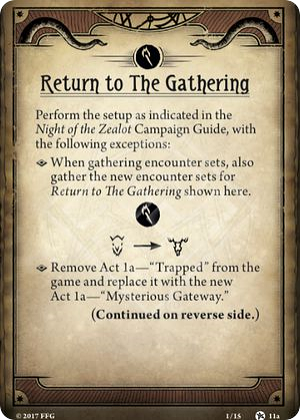 Return to The Gathering
Perform the setup as indicated in the
Night of the Zealot Campaign Guide, with
the following exceptions:
When gathering encounter sets, also
gather the new encounter sets for
Return to The Gathering shown here.
Remove Act 1a—“Trapped” from the
game and replace it with the new
Act 1a—“Mysterious Gateway.”
(Continued on reverse side.)
© 2017 FFG 1/15 11a